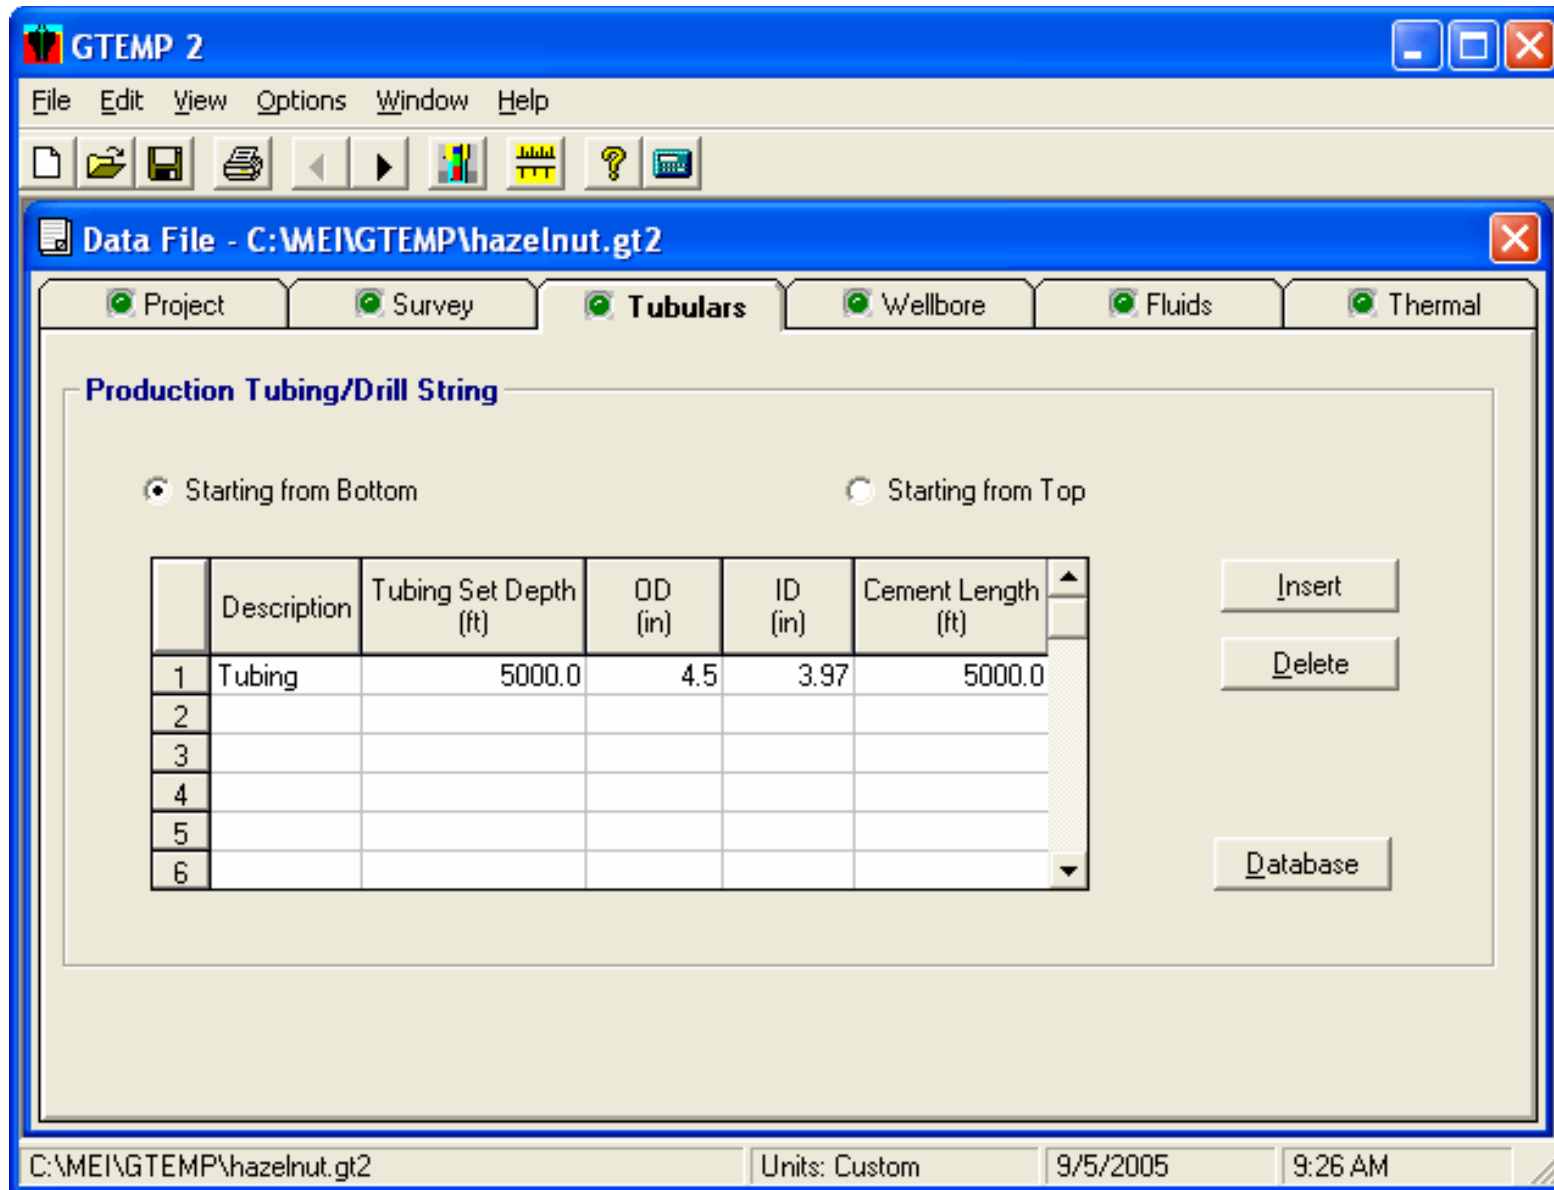 GTEMP 2
File Edit View Options Window Help
Data File - C:\MEI\GTEMP\hazelnut.gt2
Project Survey Tubulars Wellbore Fluids Thermal
Production Tubing/Drill String
Starting from Bottom Starting from Top
Description Tubing Set Depth (ft) OD (in) ID (in) Cement Length (ft)
1 Tubing 5000.0 4.5 3.97 5000.0
2
3
4
5
6
Insert
Delete
Database
C:\MEI\GTEMP\hazelnut.gt2 Units: Custom 9/5/2005 9:26 AM